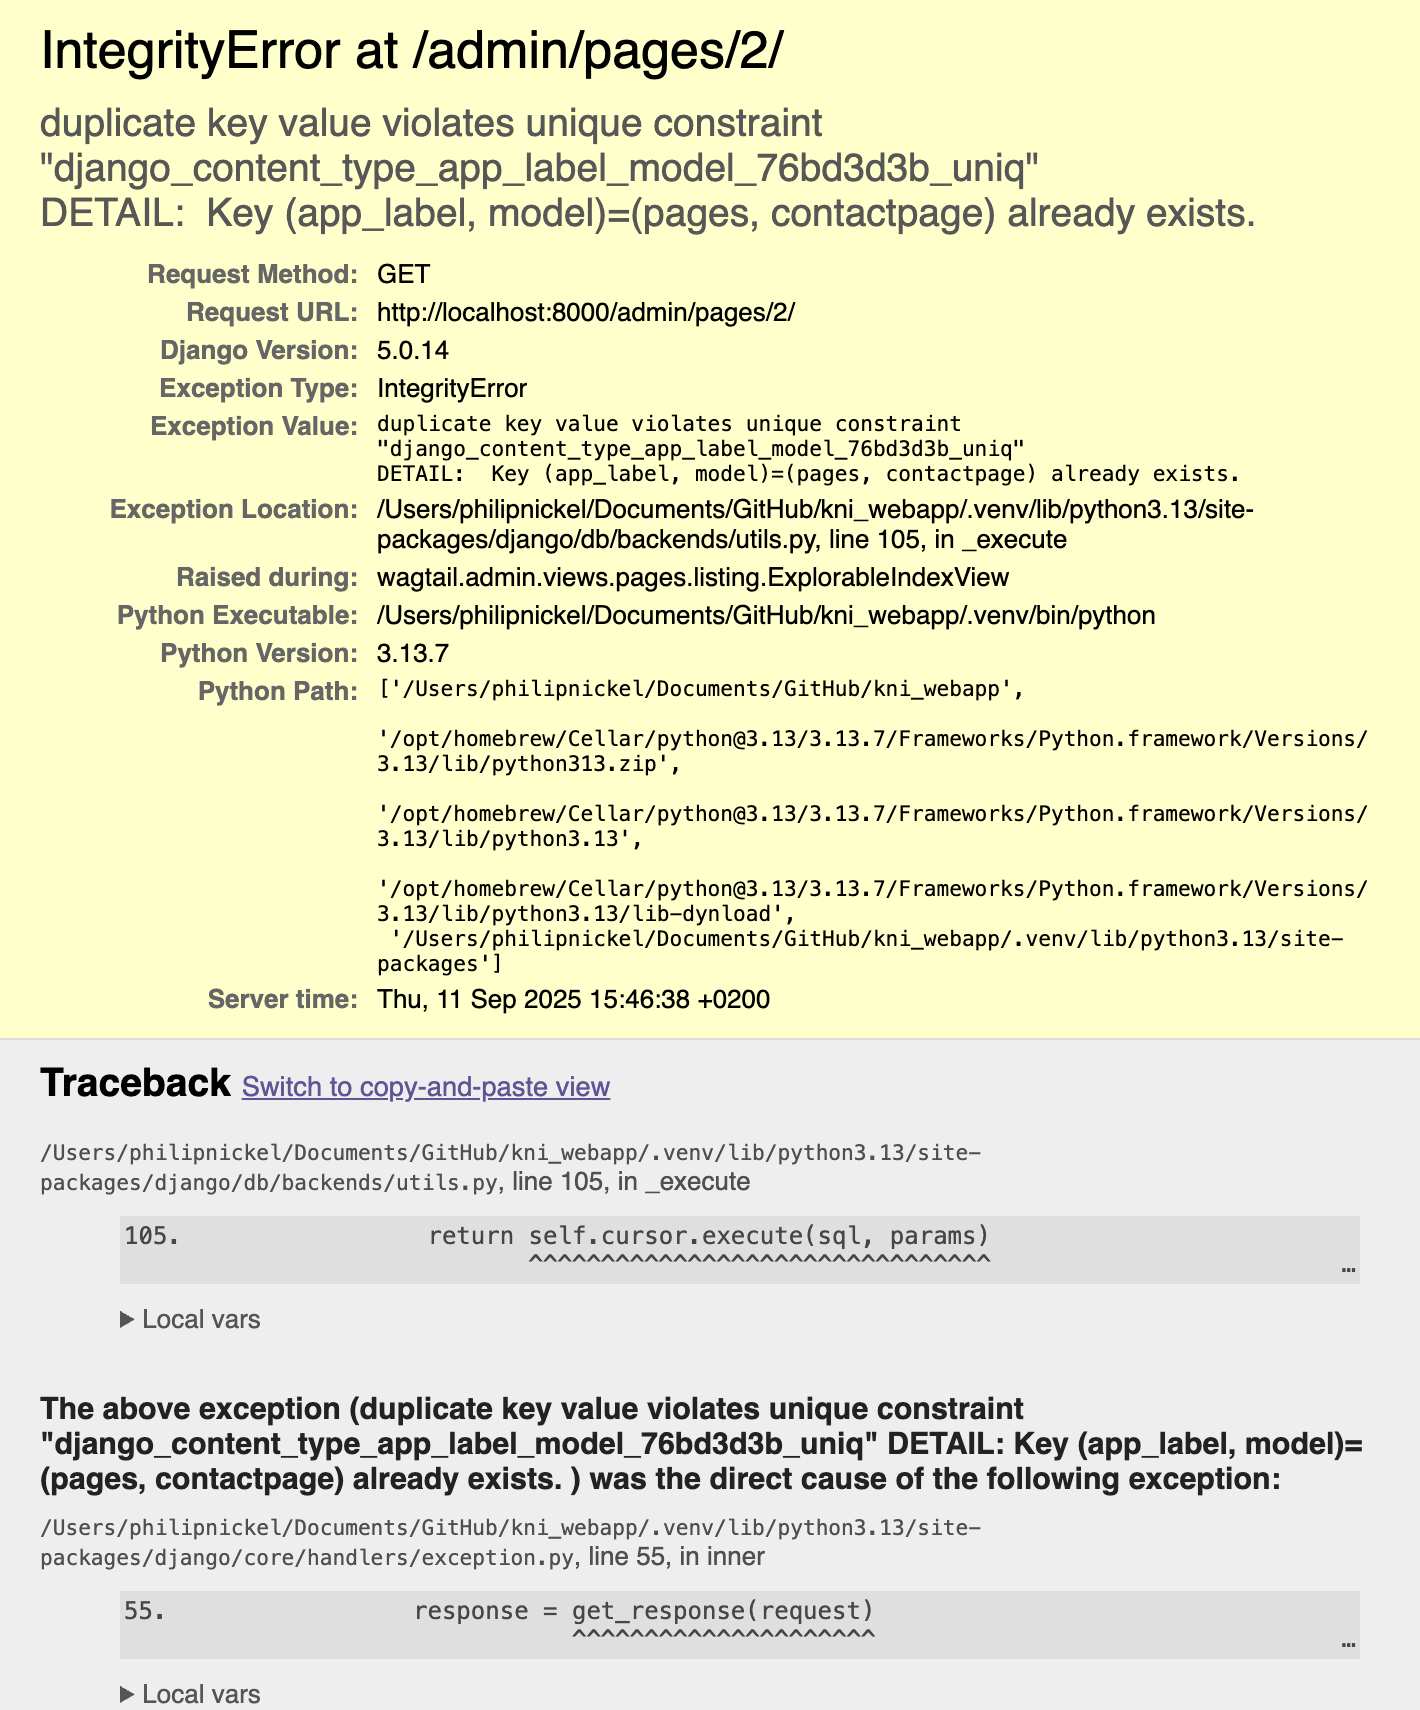 IntegrityError at /admin/pages/2/
duplicate key value violates unique constraint
"django_content_type_app_label_model_76bd3d3b_uniq"
DETAIL:  Key (app_label, model)=(pages, contactpage) already exists.
Request Method: GET
Request URL: http://localhost:8000/admin/pages/2/
Django Version: 5.0.14
Exception Type: IntegrityError
Exception Value: duplicate key value violates unique constraint
"django_content_type_app_label_model_76bd3d3b_uniq"
DETAIL:  Key (app_label, model)=(pages, contactpage) already exists.
Exception Location: /Users/philipnickel/Documents/GitHub/kni_webapp/.venv/lib/python3.13/site-
packages/django/db/backends/utils.py, line 105, in _execute
Raised during: wagtail.admin.views.pages.listing.ExplorableIndexView
Python Executable: /Users/philipnickel/Documents/GitHub/kni_webapp/.venv/bin/python
Python Version: 3.13.7
Python Path: ['/Users/philipnickel/Documents/GitHub/kni_webapp',
'/opt/homebrew/Cellar/python@3.13/3.13.7/Frameworks/Python.framework/Versions/
3.13/lib/python313.zip',
'/opt/homebrew/Cellar/python@3.13/3.13.7/Frameworks/Python.framework/Versions/
3.13/lib/python3.13',
'/opt/homebrew/Cellar/python@3.13/3.13.7/Frameworks/Python.framework/Versions/
3.13/lib/python3.13/lib-dynload',
'/Users/philipnickel/Documents/GitHub/kni_webapp/.venv/lib/python3.13/site-
packages']
Server time: Thu, 11 Sep 2025 15:46:38 +0200
Traceback Switch to copy-and-paste view
/Users/philipnickel/Documents/GitHub/kni_webapp/.venv/lib/python3.13/site-
packages/django/db/backends/utils.py, line 105, in _execute
105. return self.cursor.execute(sql, params)
^^^^^^^^^^^^^^^^^^^^^^^^^^^^^^^^ …
▶ Local vars
The above exception (duplicate key value violates unique constraint
"django_content_type_app_label_model_76bd3d3b_uniq" DETAIL: Key (app_label, model)=
(pages, contactpage) already exists. ) was the direct cause of the following exception:
/Users/philipnickel/Documents/GitHub/kni_webapp/.venv/lib/python3.13/site-
packages/django/core/handlers/exception.py, line 55, in inner
55. response = get_response(request)
^^^^^^^^^^^^^^^^^^^^^ …
▶ Local vars